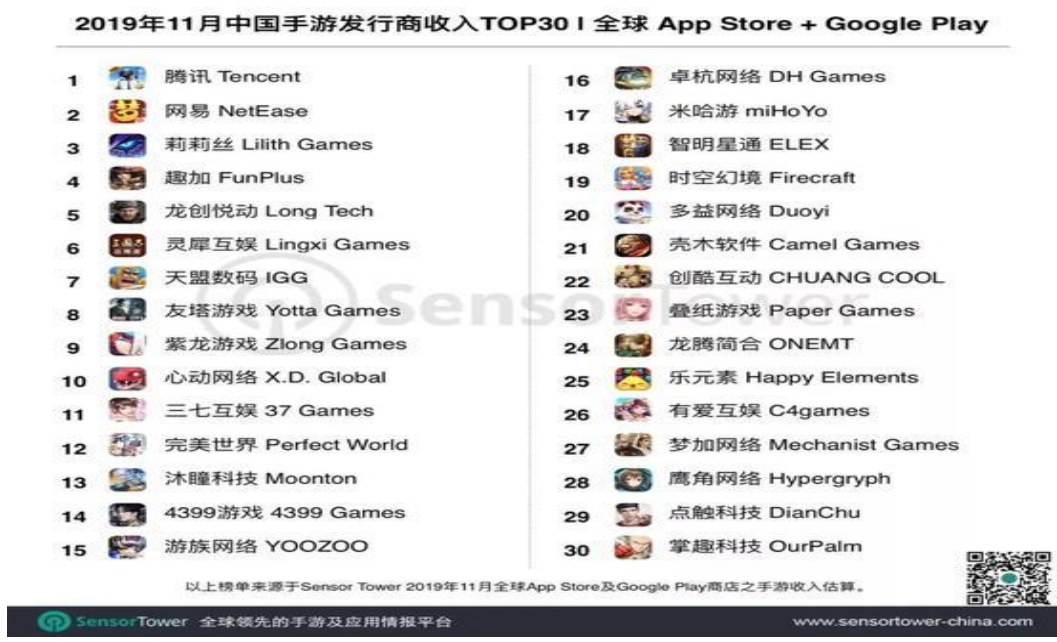 2019年11月中国手游发行商收入TOP30 | 全球 App Store + Google Play
1 腾讯 Tencent
2 网易 NetEase
3 莉莉丝 Lilith Games
4 趣加 FunPlus
5 龙创悦动 Long Tech
6 灵犀互娱 Lingxi Games
7 天盟数码 IGG
8 友塔游戏 Yotta Games
9 紫龙游戏 Zlong Games
10 心动网络 X.D. Global
11 三七互娱 37 Games
12 完美世界 Perfect World
13 沐瞳科技 Moonton
14 4399游戏 4399 Games
15 游族网络 YOOZOO
16 卓杭网络 DH Games
17 米哈游 miHoYo
18 智明星通 ELEX
19 时空幻境 Firecraft
20 多益网络 Duoyi
21 壳木软件 Camel Games
22 创酷互动 CHUANG COOL
23 叠纸游戏 Paper Games
24 龙腾简合 ONEMT
25 乐元素 Happy Elements
26 有爱互娱 C4games
27 梦加网络 Mechanist Games
28 鹰角网络 Hypergryph
29 点触科技 DianChu
30 掌趣科技 OurPalm
SensorTower
以上榜单来源于Sensor Tower 2019年11月全球App Store及Google Play商店之手游收入估算。
SensorTower 全球领先的手游及应用情报平台
www.sensortower-china.com